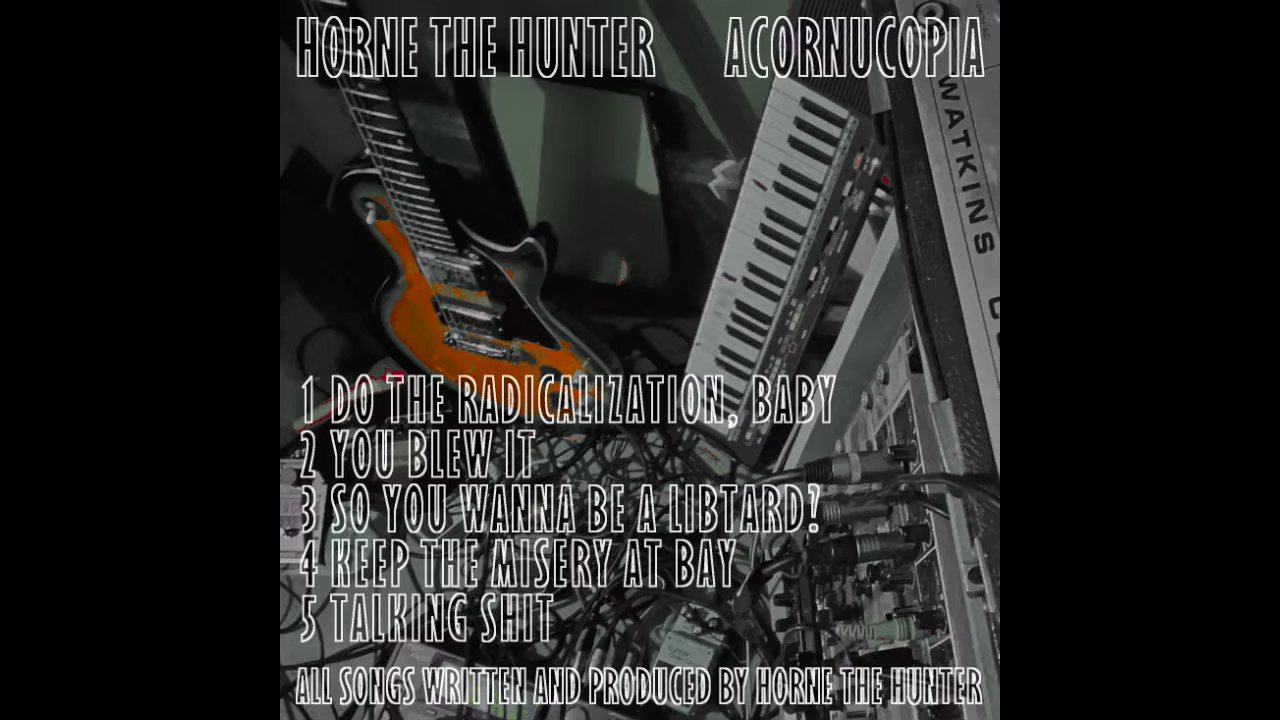 HORNE THE HUNTER ACORNUCOPIA
WATKINS
1 DO THE RADICALIZATION, BABY
2 YOU BLEW IT
3 SO YOU WANNA BE A LIBTARD?
4 KEEP THE MISERY AT BAY
5 TALKING SHIT
ALL SONGS WRITTEN AND PRODUCED BY HORNE THE HUNTER